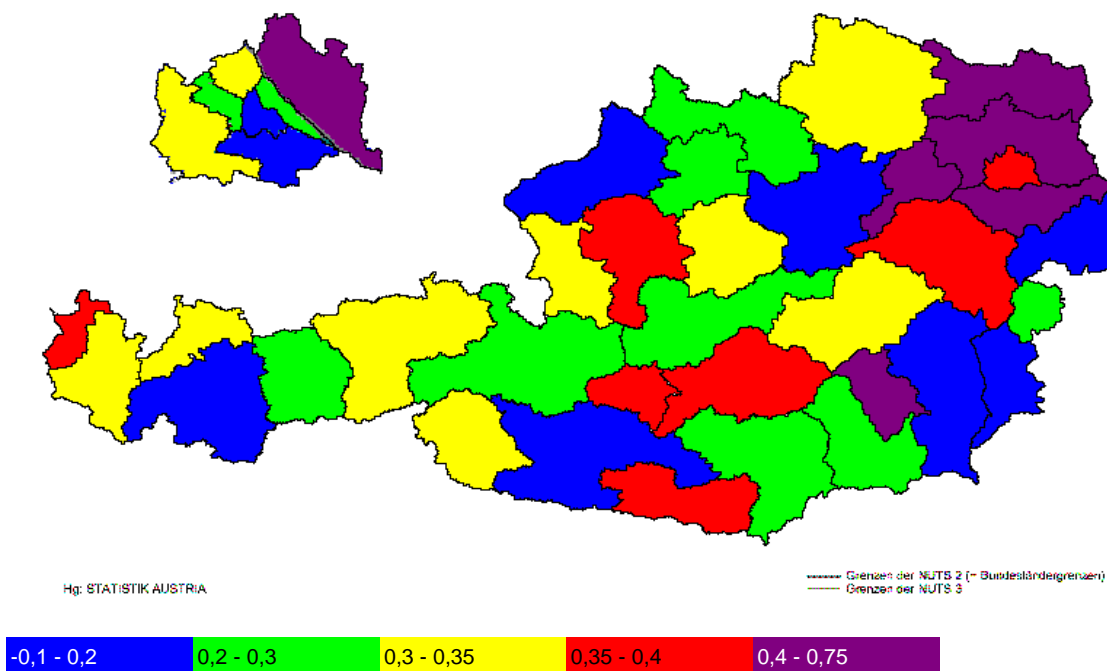 Hg: STATISTIK AUSTRIA
Grenzen der NUTS 2 (= Bundesländergrenzen)
Grenzen der NUTS 3
-0,1 - 0,2 0,2 - 0,3 0,3 - 0,35 0,35 - 0,4 0,4 - 0,75